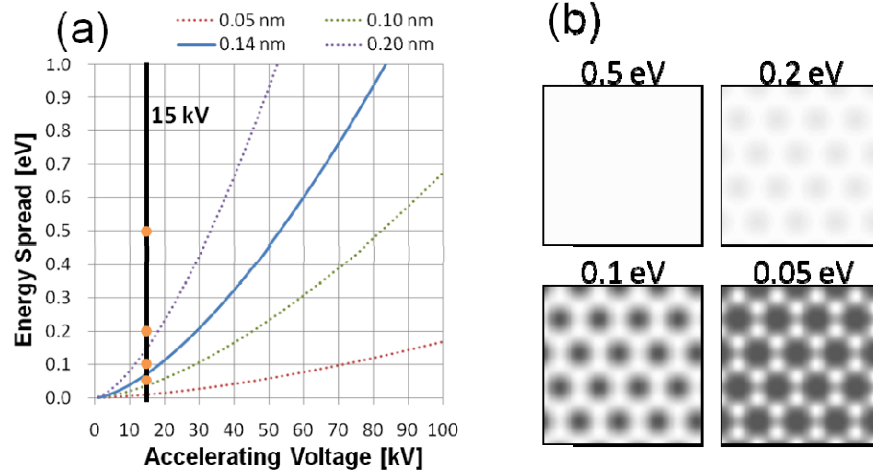 (a)
0.05 nm
0.10 nm
0.14 nm
0.20 nm
1.0
0.9
0.8
0.7
0.6
0.5
0.4
0.3
0.2
0.1
0.0
15 kV
Energy Spread [eV]
0 10 20 30 40 50 60 70 80 90 100
Accelerating Voltage [kV]
(b)
0.5 eV
0.2 eV
0.1 eV
0.05 eV